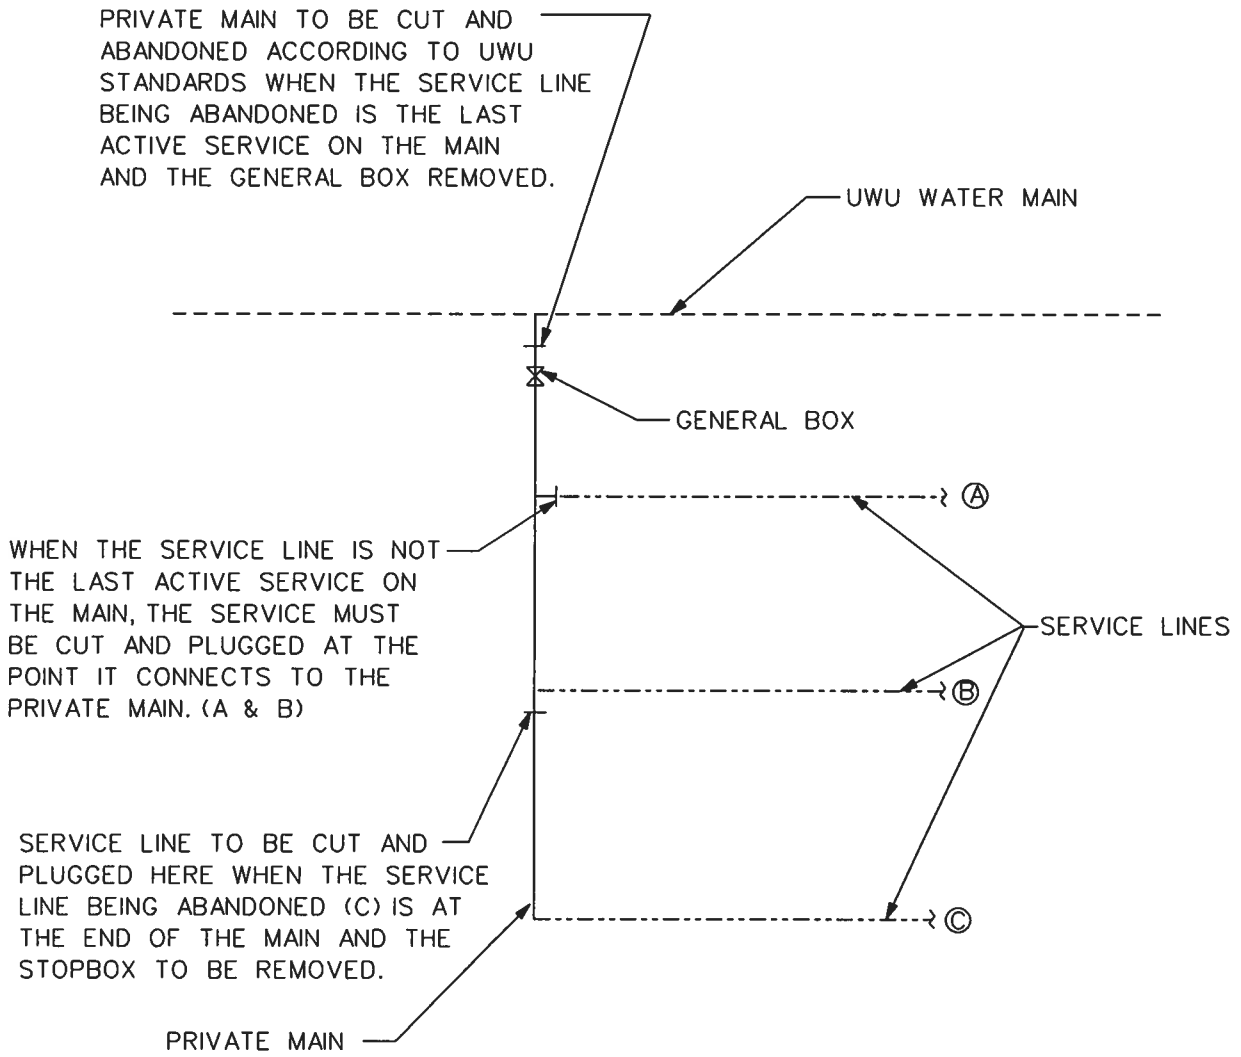 PRIVATE MAIN TO BE CUT AND
ABANDONED ACCORDING TO UWU
STANDARDS WHEN THE SERVICE LINE
BEING ABANDONED IS THE LAST
ACTIVE SERVICE ON THE MAIN
AND THE GENERAL BOX REMOVED.
UWU WATER MAIN
GENERAL BOX
A
WHEN THE SERVICE LINE IS NOT
THE LAST ACTIVE SERVICE ON
THE MAIN, THE SERVICE MUST
BE CUT AND PLUGGED AT THE
POINT IT CONNECTS TO THE
PRIVATE MAIN. (A & B)
SERVICE LINES
B
SERVICE LINE TO BE CUT AND
PLUGGED HERE WHEN THE SERVICE
LINE BEING ABANDONED (C) IS AT
THE END OF THE MAIN AND THE
STOPBOX TO BE REMOVED.
C
PRIVATE MAIN